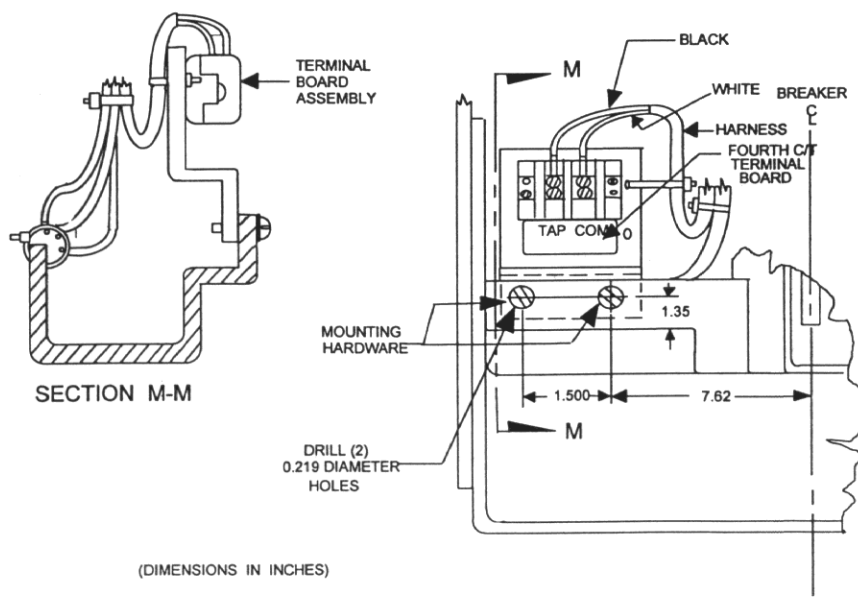 TERMINAL
BOARD
ASSEMBLY
SECTION M-M
BLACK
M
WHITE
BREAKER
℄
HARNESS
FOURTH C/T
TERMINAL
BOARD
TAP COM 0
MOUNTING
HARDWARE
1.35
1.500
7.62
M
DRILL (2)
0.219 DIAMETER
HOLES
(DIMENSIONS IN INCHES)